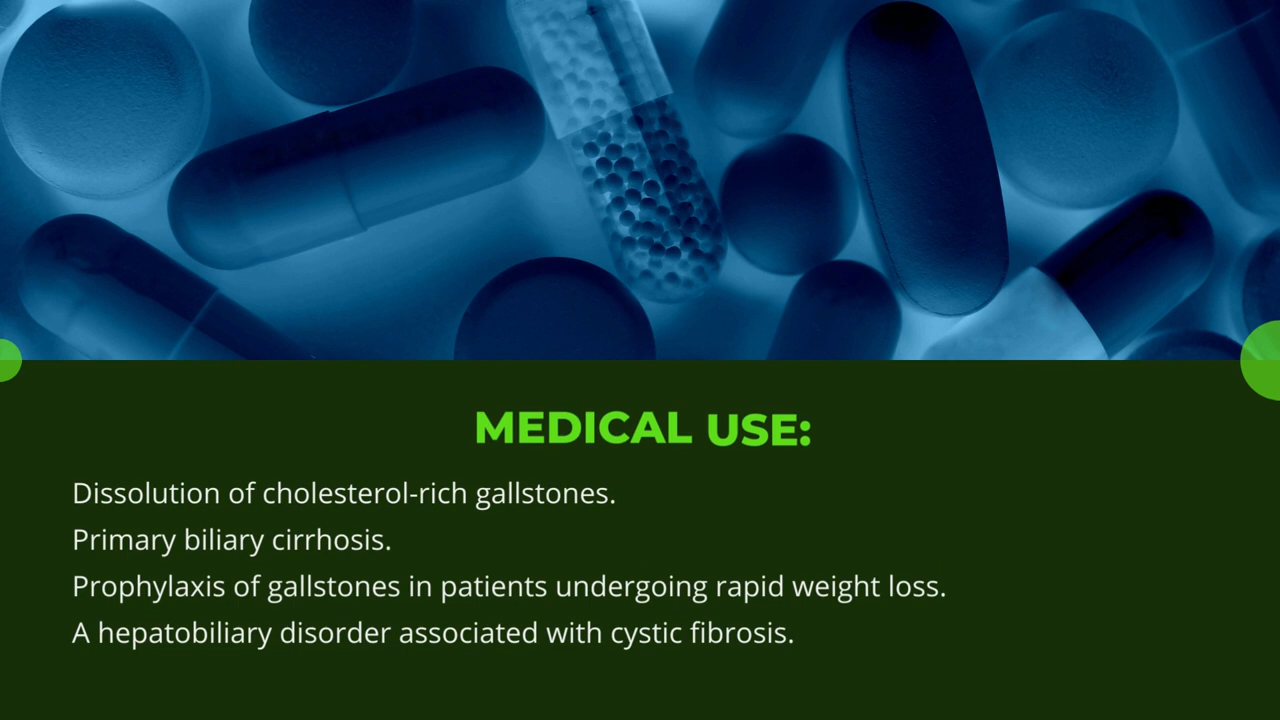 MEDICAL USE:
Dissolution of cholesterol-rich gallstones.
Primary biliary cirrhosis.
Prophylaxis of gallstones in patients undergoing rapid weight loss.
A hepatobiliary disorder associated with cystic fibrosis.